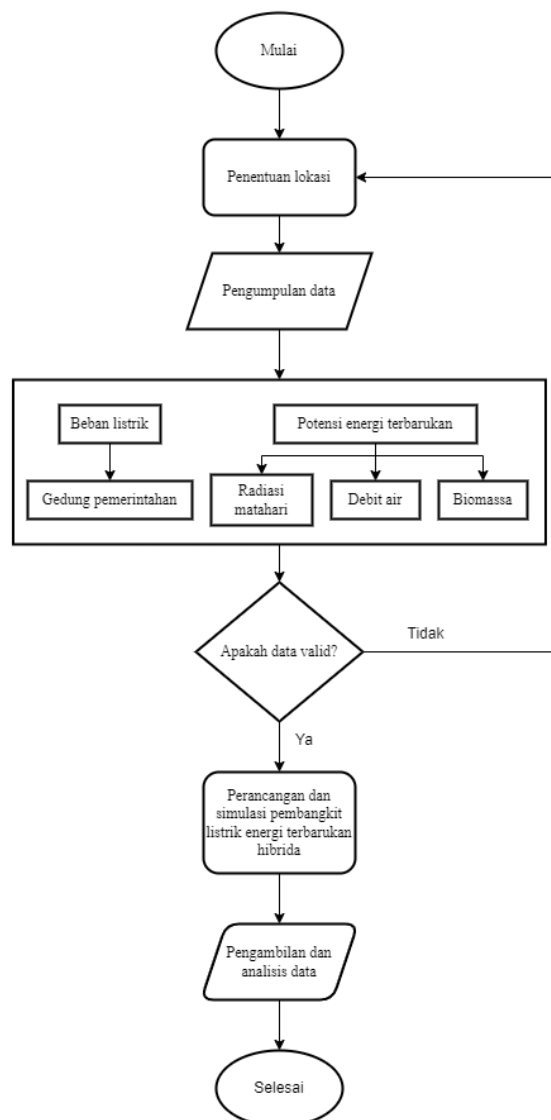 Mulai
Penentuan lokasi
Pengumpulan data
Beban listrik
Potensi energi terbarukan
Gedung pemerintahan
Radiasi
matahari
Debit air
Biomassa
Apakah data valid?
Tidak
Ya
Perancangan dan
simulasi pembangkit
listrik energi terbarukan
hibrida
Pengambilan dan
analisis data
Selesai